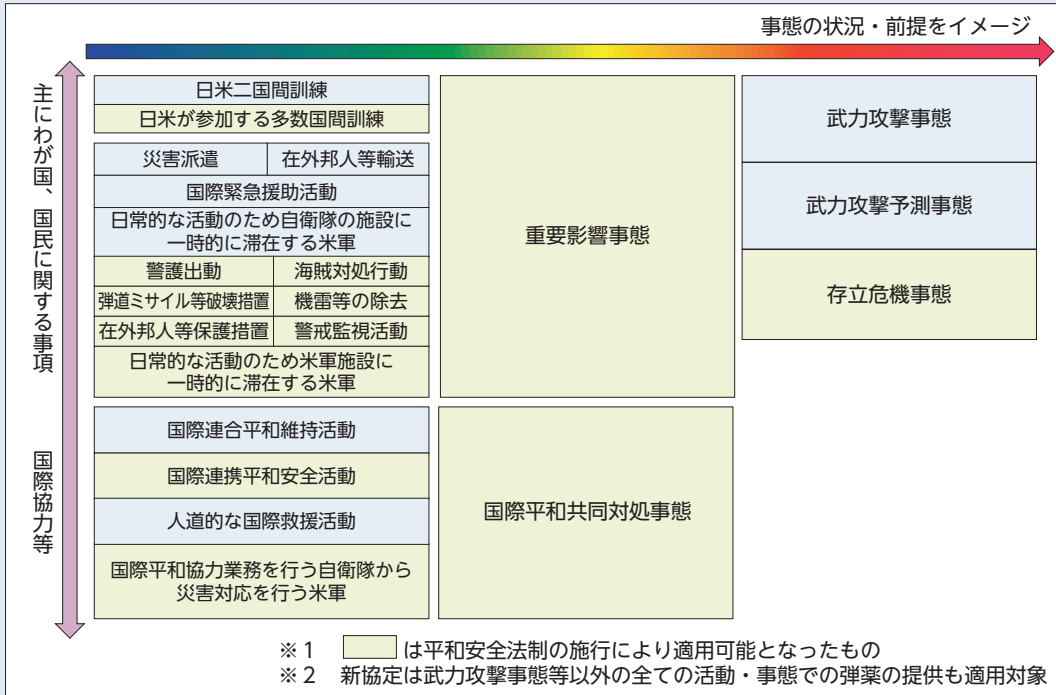 事態の状況・前提をイメージ
主にわが国、国民に関する事項
日米二国間訓練
日米が参加する多数国間訓練
災害派遣
在外邦人等輸送
国際緊急援助活動
日常的な活動のため自衛隊の施設に
一時的に滞在する米軍
警護出動
海賊対処行動
弾道ミサイル等破壊措置
機雷等の除去
在外邦人等保護措置
警戒監視活動
日常的な活動のため米軍施設に
一時的に滞在する米軍
重要影響事態
武力攻撃事態
武力攻撃予測事態
存立危機事態
国際協力等
国際連合平和維持活動
国際連携平和安全活動
人道的な国際救援活動
国際平和協力業務を行う自衛隊から
災害対応を行う米軍
国際平和共同対処事態
※1 は平和安全法制の施行により適用可能となったもの
※2 新協定は武力攻撃事態等以外の全ての活動・事態での弾薬の提供も適用対象